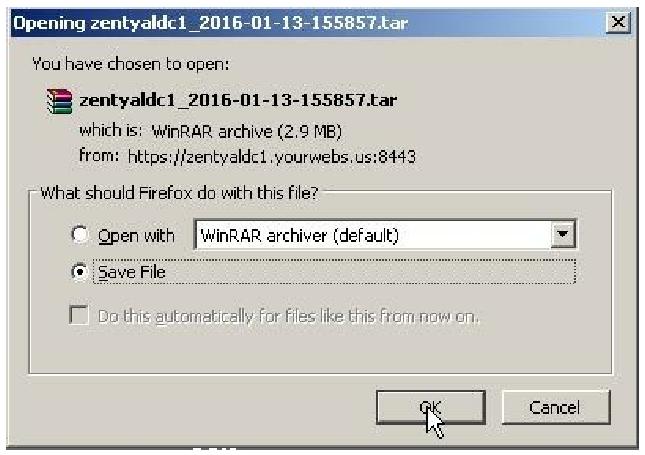 Opening zentyaldc1_2016-01-13-155857.tar
You have chosen to open:
zentyaldc1_2016-01-13-155857.tar
which is: WinRAR archive (2.9 MB)
from: https://zentyaldc1.yourwebs.us:8443
What should Firefox do with this file?
Open with WinRAR archiver (default)
Save File
Do this automatically for files like this from now on.
OK Cancel